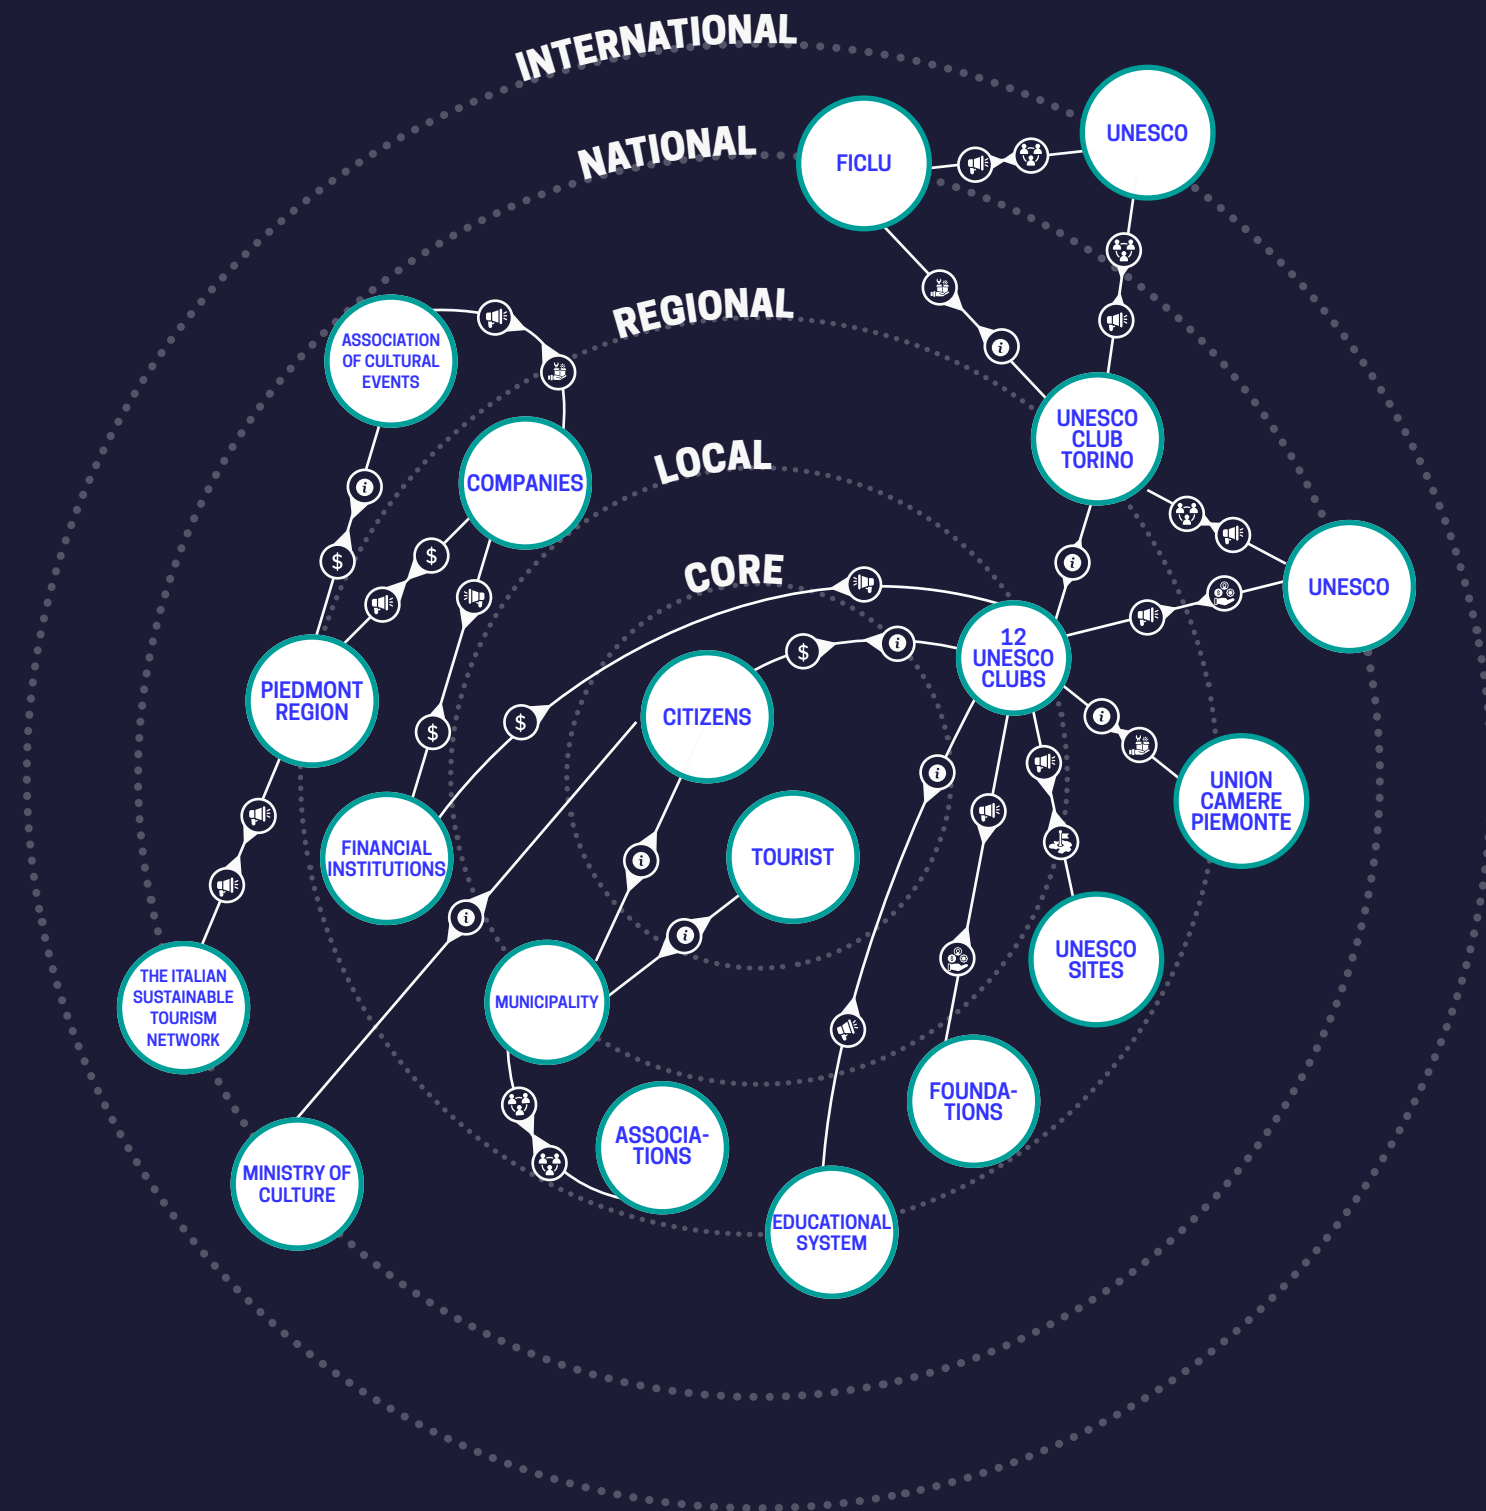 INTERNATIONAL
NATIONAL
REGIONAL
LOCAL
CORE
FICLU
UNESCO
ASSOCIATION
OF CULTURAL
EVENTS
COMPANIES
UNESCO
CLUB
TORINO
UNESCO
12
UNESCO
CLUBS
PIEDMONT
REGION
CITIZENS
UNION
CAMERE
PIEMONTE
FINANCIAL
INSTITUTIONS
TOURIST
UNESCO
SITES
THE ITALIAN
SUSTAINABLE
TOURISM
NETWORK
MUNICIPALITY
FOUNDA-
TIONS
ASSOCIA-
TIONS
MINISTRY OF
CULTURE
EDUCATIONAL
SYSTEM